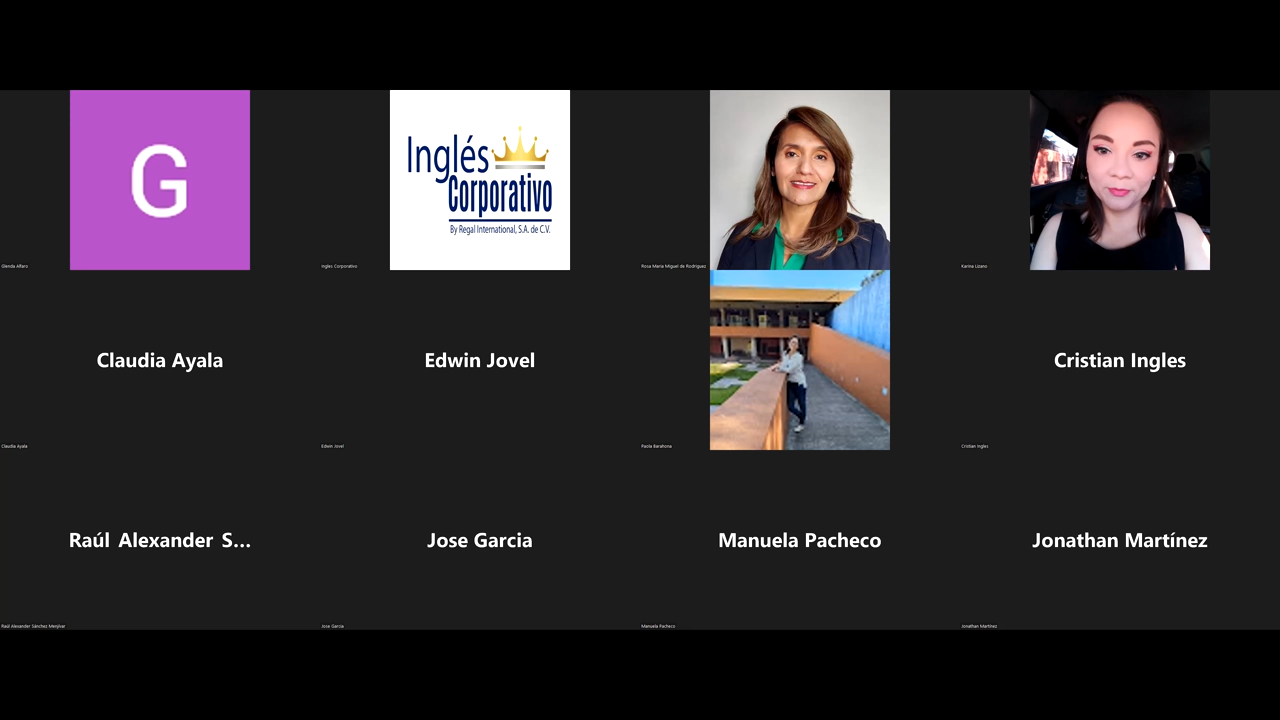 G
Inglés
Corporativo
By Regal International, S.A. de C.V.
Glenda Alfaro
Inglés Corporativo
Rosa Maria Miguel de Rodríguez
Karina Lizano
Claudia Ayala
Edwin Jovel
Cristian Ingles
Claudia Ayala
Edwin Jovel
Paola Barahona
Cristian Ingles
Raúl Alexander S...
Jose Garcia
Manuela Pacheco
Jonathan Martínez
Raúl Alexander Sánchez Menjívar
Jose Garcia
Manuela Pacheco
Jonathan Martínez